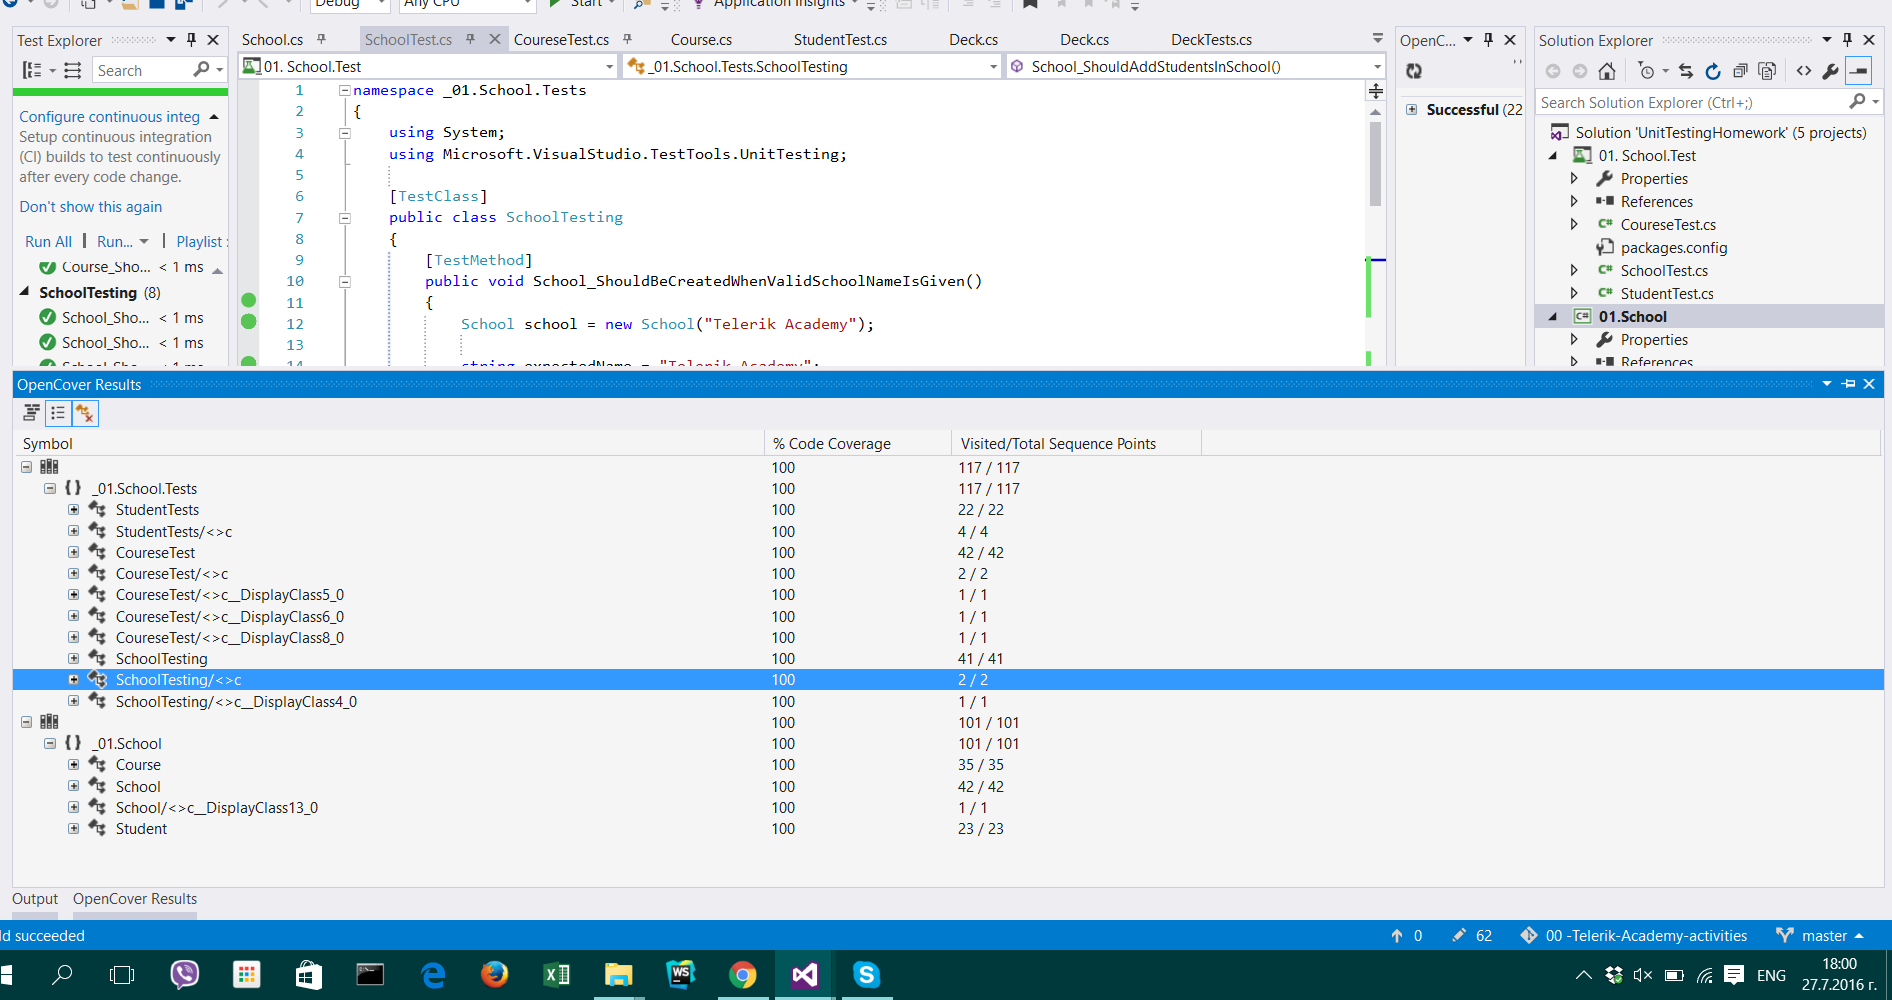 Debug
Any CPU
Start
Application Insights
Test Explorer
Search
Configure continuous integ
Setup continuous integration
(CI) builds to test continuously
after every code change.
Don't show this again
Run All | Run... | Playlist :
Course_Sho... < 1 ms
SchoolTesting (8)
School_Sho... < 1 ms
School_Sho... < 1 ms
School_Sho... < 1 ms
School.cs SchoolTest.cs CoureseTest.cs Course.cs StudentTest.cs Deck.cs Deck.cs DeckTests.cs
01. School.Test _01.School.Tests.SchoolTesting School_ShouldAddStudentsInSchool()
1 namespace _01.School.Tests
2 {
3 using System;
4 using Microsoft.VisualStudio.TestTools.UnitTesting;
5
6 [TestClass]
7 public class SchoolTesting
8 {
9 [TestMethod]
10 public void School_ShouldBeCreatedWhenValidSchoolNameIsGiven()
11 {
12 School school = new School("Telerik Academy");
13
14 string expectedName = "Telerik Academy";
OpenC...
Successful (22
Solution Explorer
Search Solution Explorer (Ctrl+;)
Solution 'UnitTestingHomework' (5 projects)
01. School.Test
Properties
References
C# CoureseTest.cs
packages.config
C# SchoolTest.cs
C# StudentTest.cs
C# 01.School
Properties
References
OpenCover Results
Symbol % Code Coverage Visited/Total Sequence Points
100 117 / 117
{} _01.School.Tests 100 117 / 117
StudentTests 100 22 / 22
StudentTests/<>c 100 4 / 4
CoureseTest 100 42 / 42
CoureseTest/<>c 100 2 / 2
CoureseTest/<>c__DisplayClass5_0 100 1 / 1
CoureseTest/<>c__DisplayClass6_0 100 1 / 1
CoureseTest/<>c__DisplayClass8_0 100 1 / 1
SchoolTesting 100 41 / 41
SchoolTesting/<>c 100 2 / 2
SchoolTesting/<>c__DisplayClass4_0 100 1 / 1
100 101 / 101
{} _01.School 100 101 / 101
Course 100 35 / 35
School 100 42 / 42
School/<>c__DisplayClass13_0 100 1 / 1
Student 100 23 / 23
Output OpenCover Results
ld succeeded
0 62 00 -Telerik-Academy-activities master
WS
ENG
18:00
27.7.2016 г.